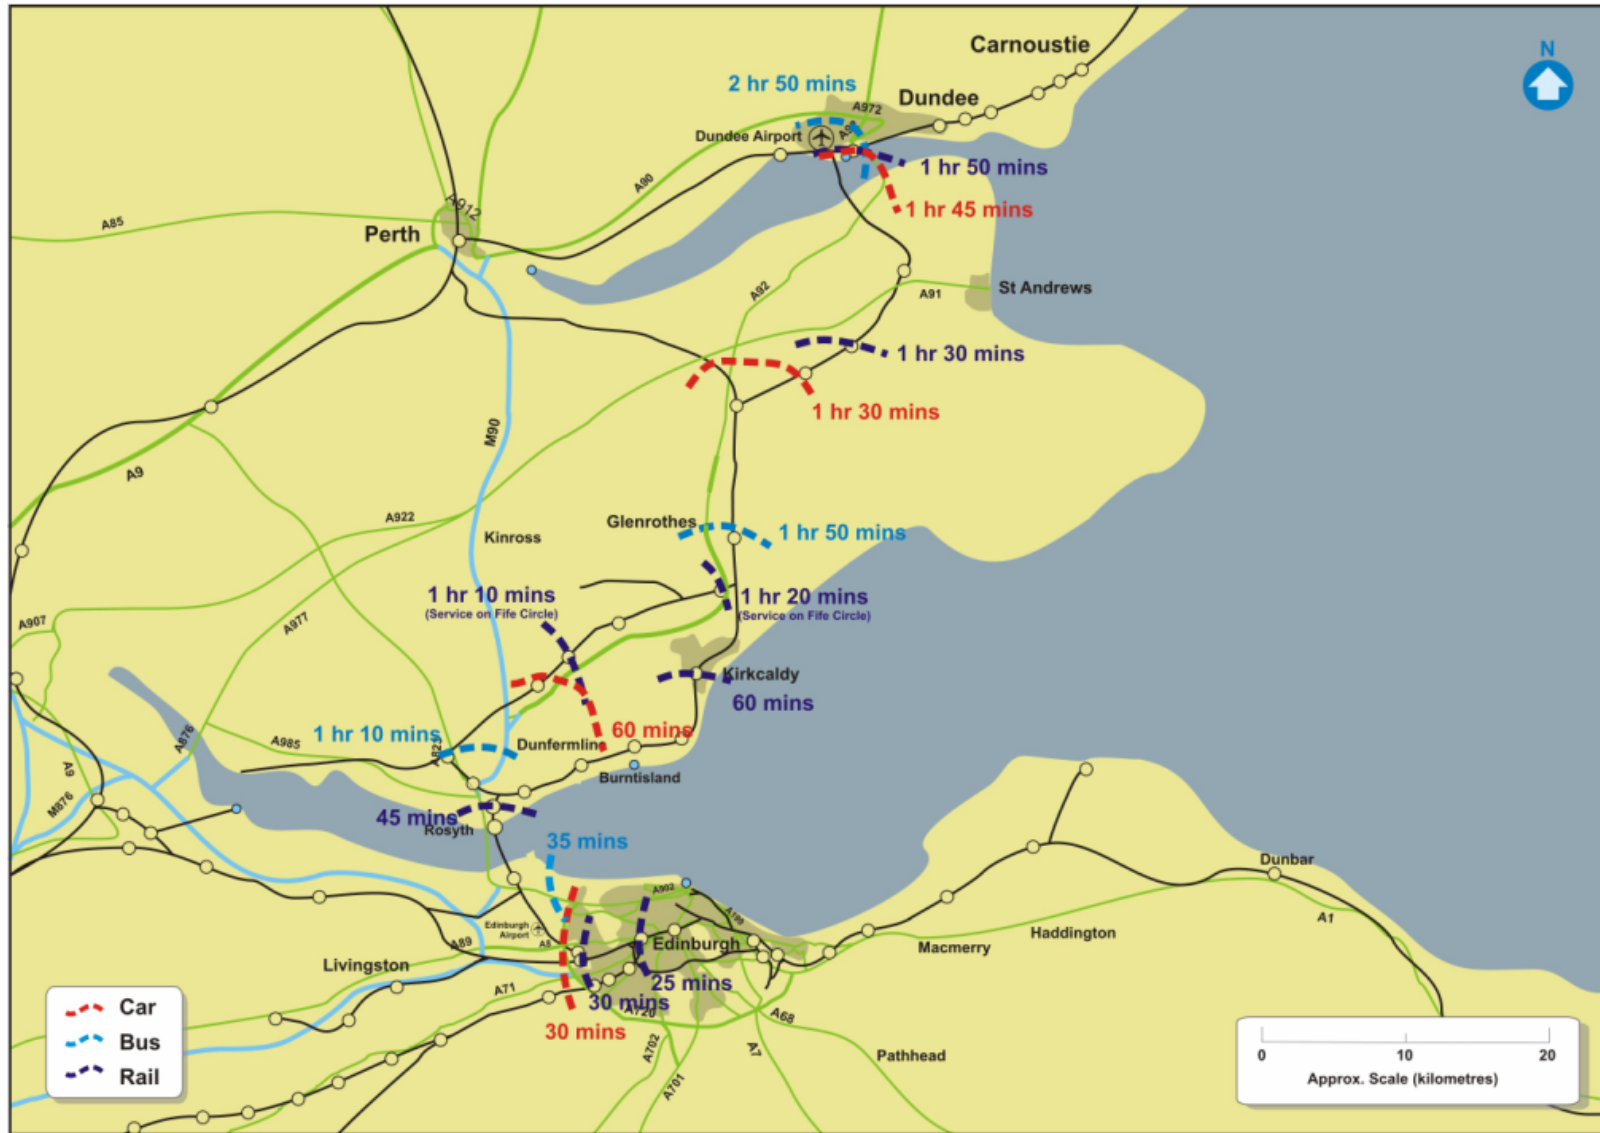 Carnoustie
N
2 hr 50 mins
Dundee
A972
Dundee Airport
1 hr 50 mins
A90
1 hr 45 mins
A912
A85
Perth
St Andrews
A92
A91
1 hr 30 mins
1 hr 30 mins
M90
A9
A922
Glenrothes
1 hr 50 mins
Kinross
1 hr 10 mins
(Service on Fife Circle)
1 hr 20 mins
(Service on Fife Circle)
A907
A977
Kirkcaldy
60 mins
60 mins
1 hr 10 mins
A876
A985
A823
Dunfermline
A9
Burntisland
M876
45 mins
Rosyth
35 mins
Dunbar
A902
A199
A1
Edinburgh
Airport
A8
Edinburgh
Haddington
A89
Macmerry
Livingston
A71
25 mins
30 mins
A720
30 mins
A68
A702
A7
Pathhead
A701
Car
Bus
Rail
0 10 20
Approx. Scale (kilometres)